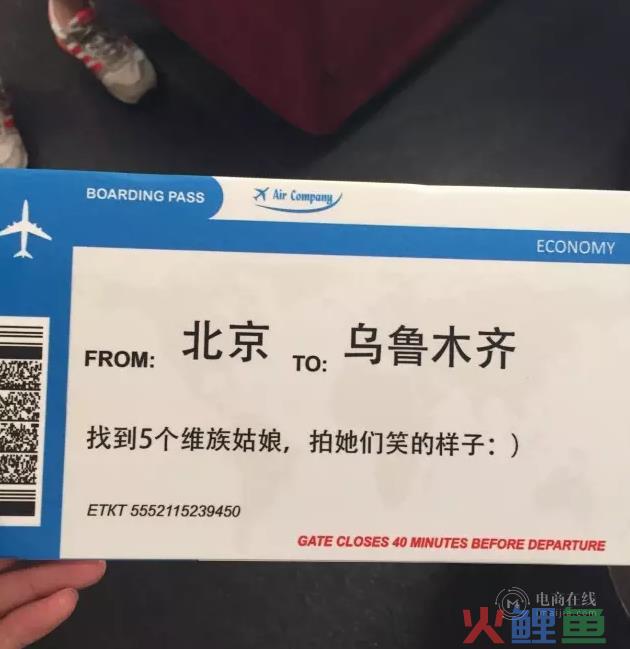 BOARDING PASS
Air Company
ECONOMY
FROM: 北京 TO: 乌鲁木齐
找到5个维族姑娘，拍她们笑的样子：）
ETKT 5552115239450
GATE CLOSES 40 MINUTES BEFORE DEPARTURE
电商在线
火鲤鱼